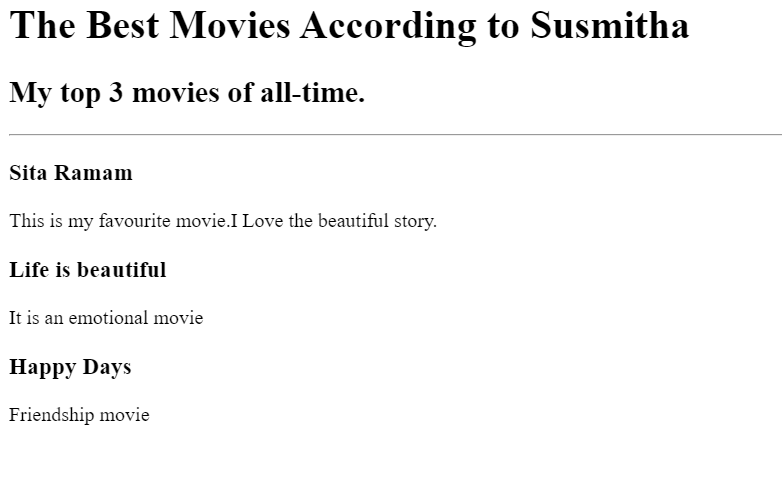 The Best Movies According to Susmitha
My top 3 movies of all-time.
Sita Ramam
This is my favourite movie.I Love the beautiful story.
Life is beautiful
It is an emotional movie
Happy Days
Friendship movie